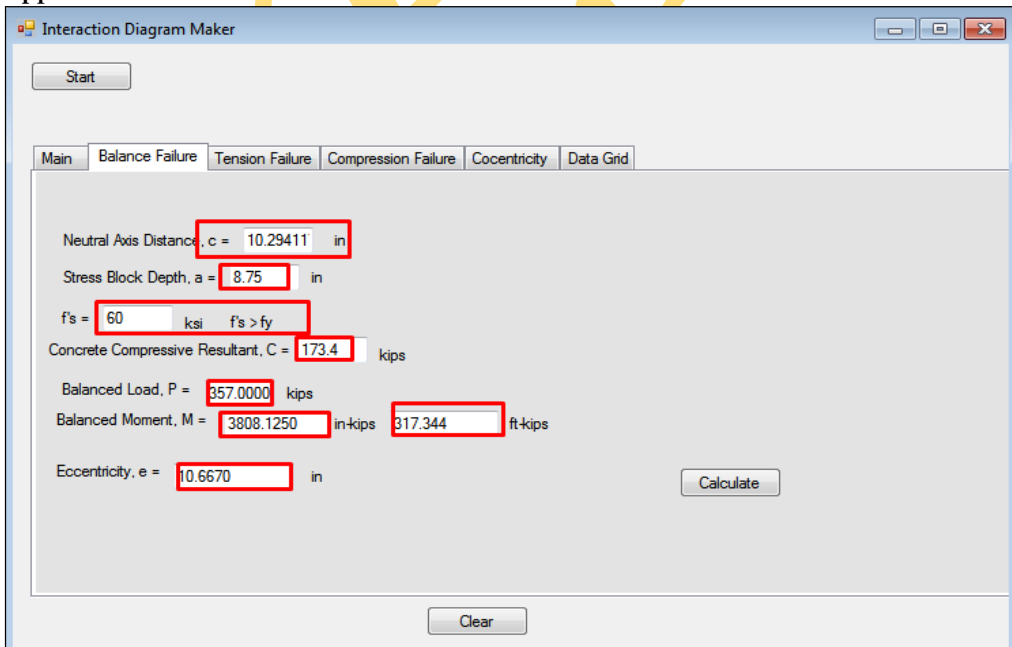 Interaction Diagram Maker
Start
Main Balance Failure Tension Failure Compression Failure Cocentricity Data Grid
Neutral Axis Distance, c = 10.29411 in
Stress Block Depth, a = 8.75 in
f's = 60 ksi f's > fy
Concrete Compressive Resultant, C = 173.4 kips
Balanced Load, P = 357.0000 kips
Balanced Moment, M = 3808.1250 in-kips 317.344 ft-kips
Eccentricity, e = 10.6670 in
Calculate
Clear